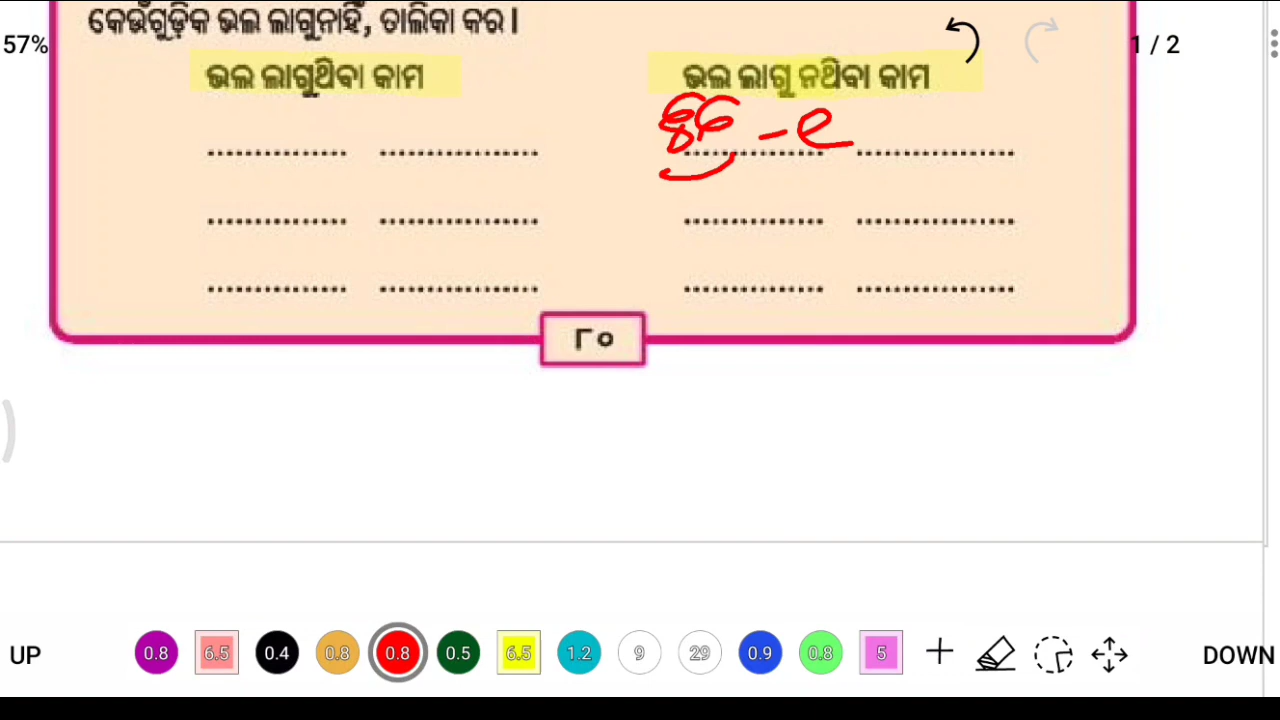 57%
1 / 2
କେଉଁଗୁଡ଼ିକ ଭଲ ଲାଗୁନାହିଁ, ତାଲିକା କର ।
ଭଲ ଲାଗୁଥିବା କାମ ଭଲ ଲାଗୁ ନଥିବା କାମ
............... ................. ............... .................
............... ................. ............... .................
............... ................. ............... .................
୮୦
UP 0.8 6.5 0.4 0.8 0.8 0.5 6.5 1.2 9 29 0.9 0.8 5 DOWN